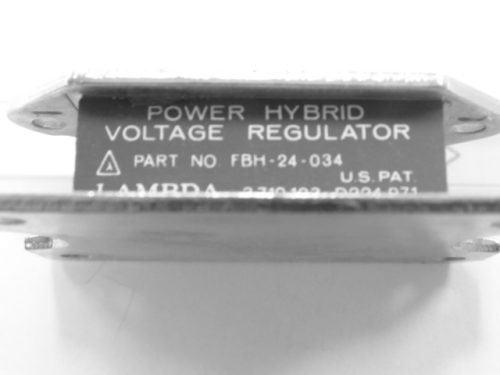 POWER HYBRID
VOLTAGE REGULATOR
PART NO FBH-24-034
U.S. PAT.
LAMBDA